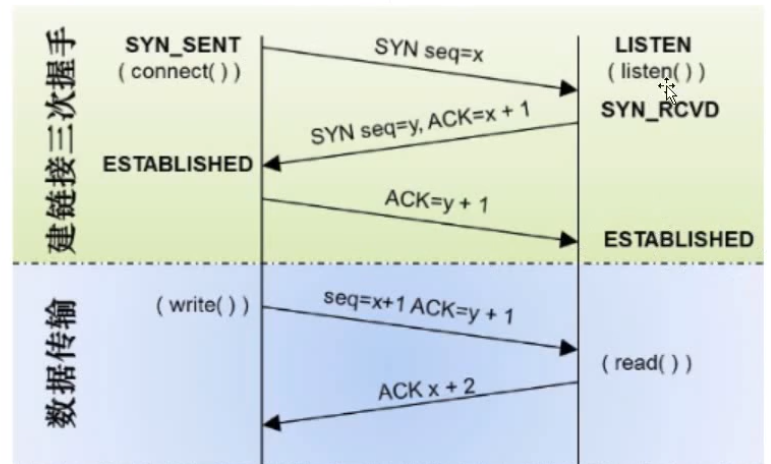 建链接三次握手
SYN_SENT
( connect( ) )
SYN seq=x
LISTEN
( listen( ) )
SYN_RCVD
SYN seq=y, ACK=x + 1
ESTABLISHED
ACK=y + 1
ESTABLISHED
数据传输
( write( ) )
seq=x+1 ACK=y + 1
( read( ) )
ACK x + 2